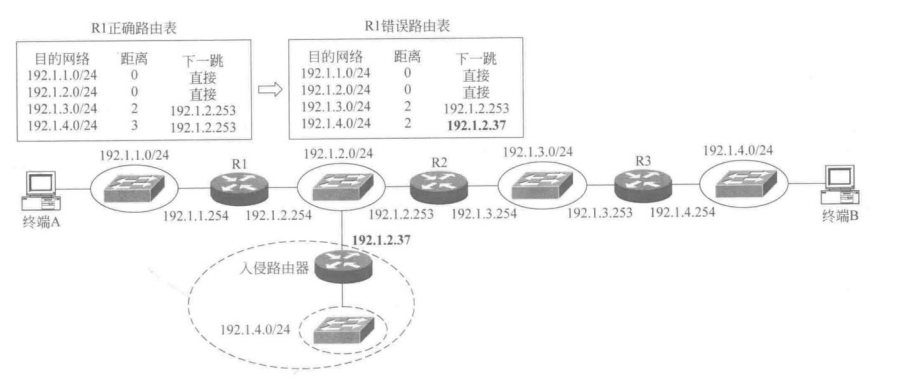 R1正确路由表
目的网络 距离 下一跳
192.1.1.0/24 0 直接
192.1.2.0/24 0 直接
192.1.3.0/24 2 192.1.2.253
192.1.4.0/24 3 192.1.2.253
R1错误路由表
目的网络 距离 下一跳
192.1.1.0/24 0 直接
192.1.2.0/24 0 直接
192.1.3.0/24 2 192.1.2.253
192.1.4.0/24 2 192.1.2.37
192.1.1.0/24
R1
192.1.2.0/24
R2
192.1.3.0/24
R3
192.1.4.0/24
终端A
192.1.1.254
192.1.2.254
192.1.2.253
192.1.3.254
192.1.3.253
192.1.4.254
终端B
192.1.2.37
入侵路由器
192.1.4.0/24